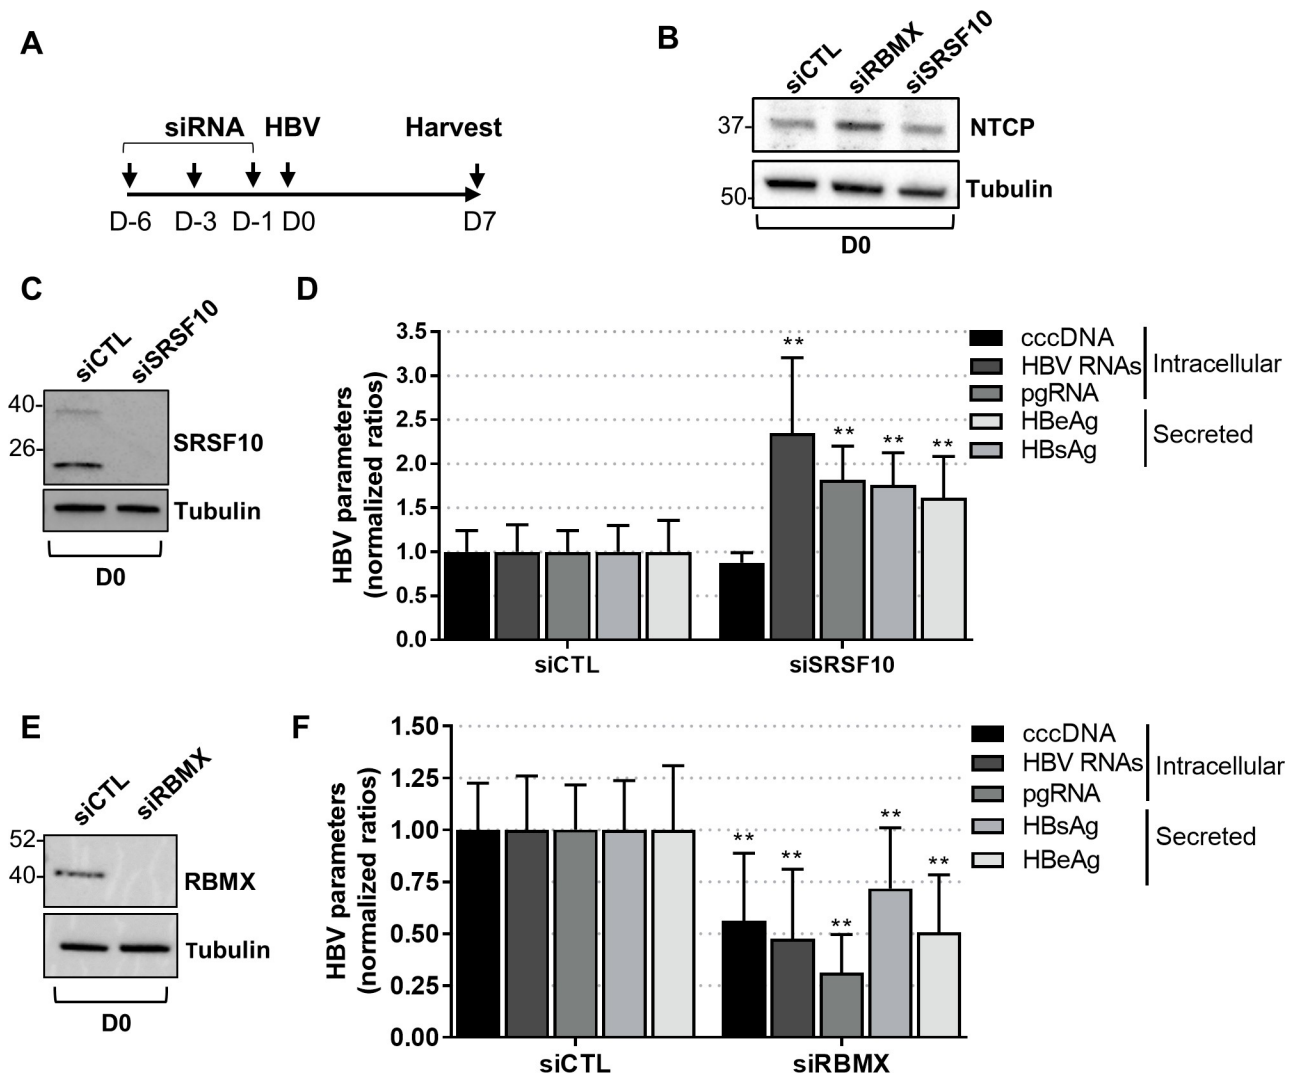 A
siRNA HBV Harvest
D-6 D-3 D-1 D0 D7
B
siCTL siRBMX siSRSF10
37 NTCP
50 Tubulin
D0
C
siCTL siSRSF10
40
26 SRSF10
Tubulin
D0
D
HBV parameters
(normalized ratios)
3.5
3.0
2.5
2.0
1.5
1.0
0.5
0.0
** ** ** **
siCTL siSRSF10
cccDNA
HBV RNAs
pgRNA
Intracellular
HBeAg
HBsAg
Secreted
E
siCTL siRBMX
52
40 RBMX
Tubulin
D0
F
HBV parameters
(normalized ratios)
1.50
1.25
1.00
0.75
0.50
0.25
0.00
** ** ** ** **
siCTL siRBMX
cccDNA
HBV RNAs
pgRNA
Intracellular
HBsAg
HBeAg
Secreted